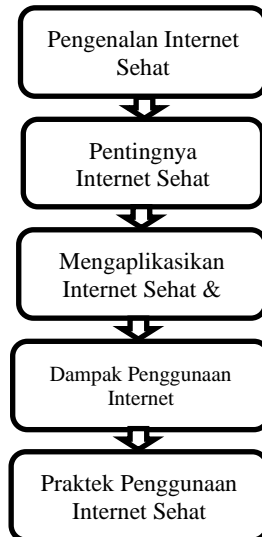 Pengenalan Internet
Sehat
Pentingnya
Internet Sehat
Mengaplikasikan
Internet Sehat &
Dampak Penggunaan
Internet
Praktek Penggunaan
Internet Sehat